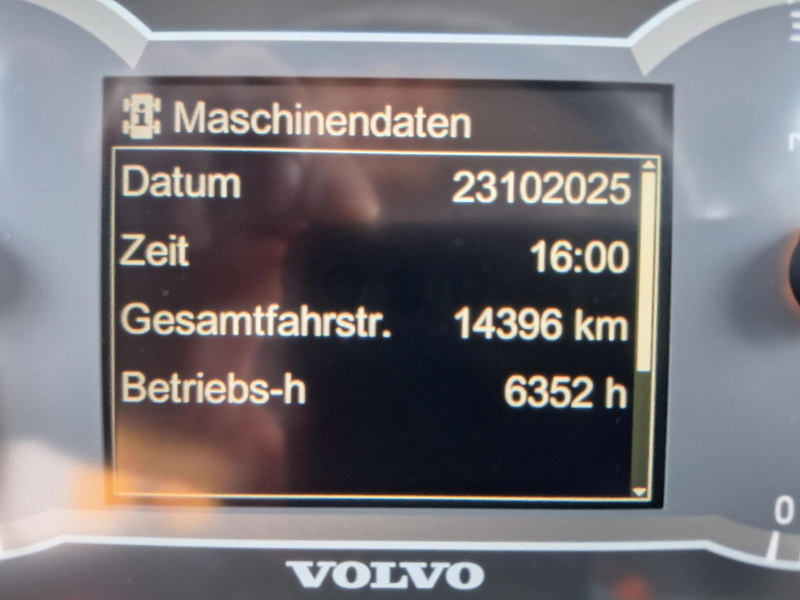 Maschinendaten
Datum 23102025
Zeit 16:00
Gesamtfahrstr. 14396 km
Betriebs-h 6352 h
0
VOLVO